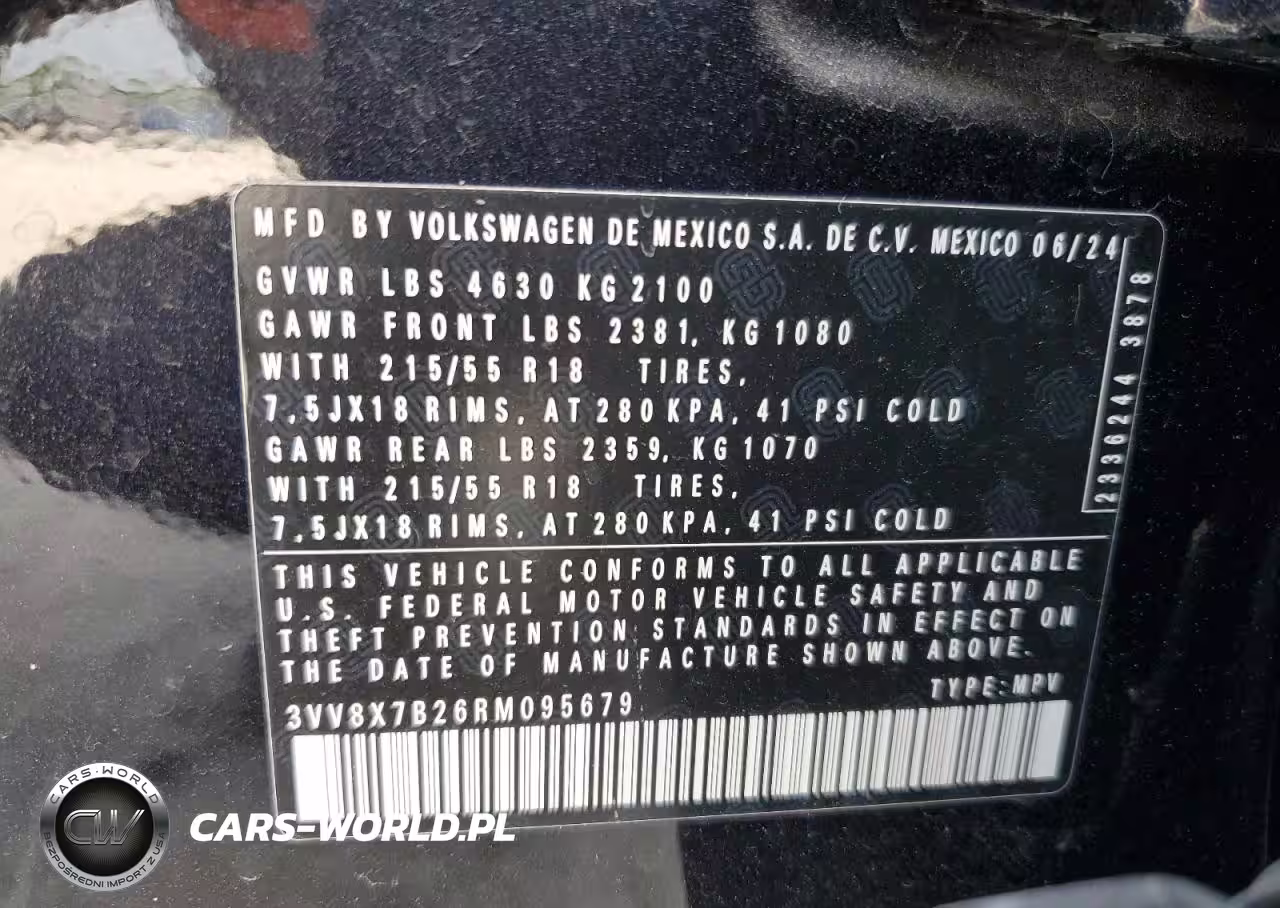 MFD BY VOLKSWAGEN DE MEXICO S.A. DE C.V. MEXICO 06/24
GVWR LBS 4630 KG 2100
GAWR FRONT LBS 2381, KG 1080
WITH 215/55 R18 TIRES,
7,5JX18 RIMS, AT 280 KPA, 41 PSI COLD
GAWR REAR LBS 2359, KG 1070
WITH 215/55 R18 TIRES,
7,5JX18 RIMS, AT 280 KPA, 41 PSI COLD
2336244 3878
THIS VEHICLE CONFORMS TO ALL APPLICABLE
U.S. FEDERAL MOTOR VEHICLE SAFETY AND
THEFT PREVENTION STANDARDS IN EFFECT ON
THE DATE OF MANUFACTURE SHOWN ABOVE.
TYPE:MPV
3VV8X7B26RM095679
CARS-WORLD
CW
BEZPOŚREDNI IMPORT Z USA
CARS-WORLD.PL